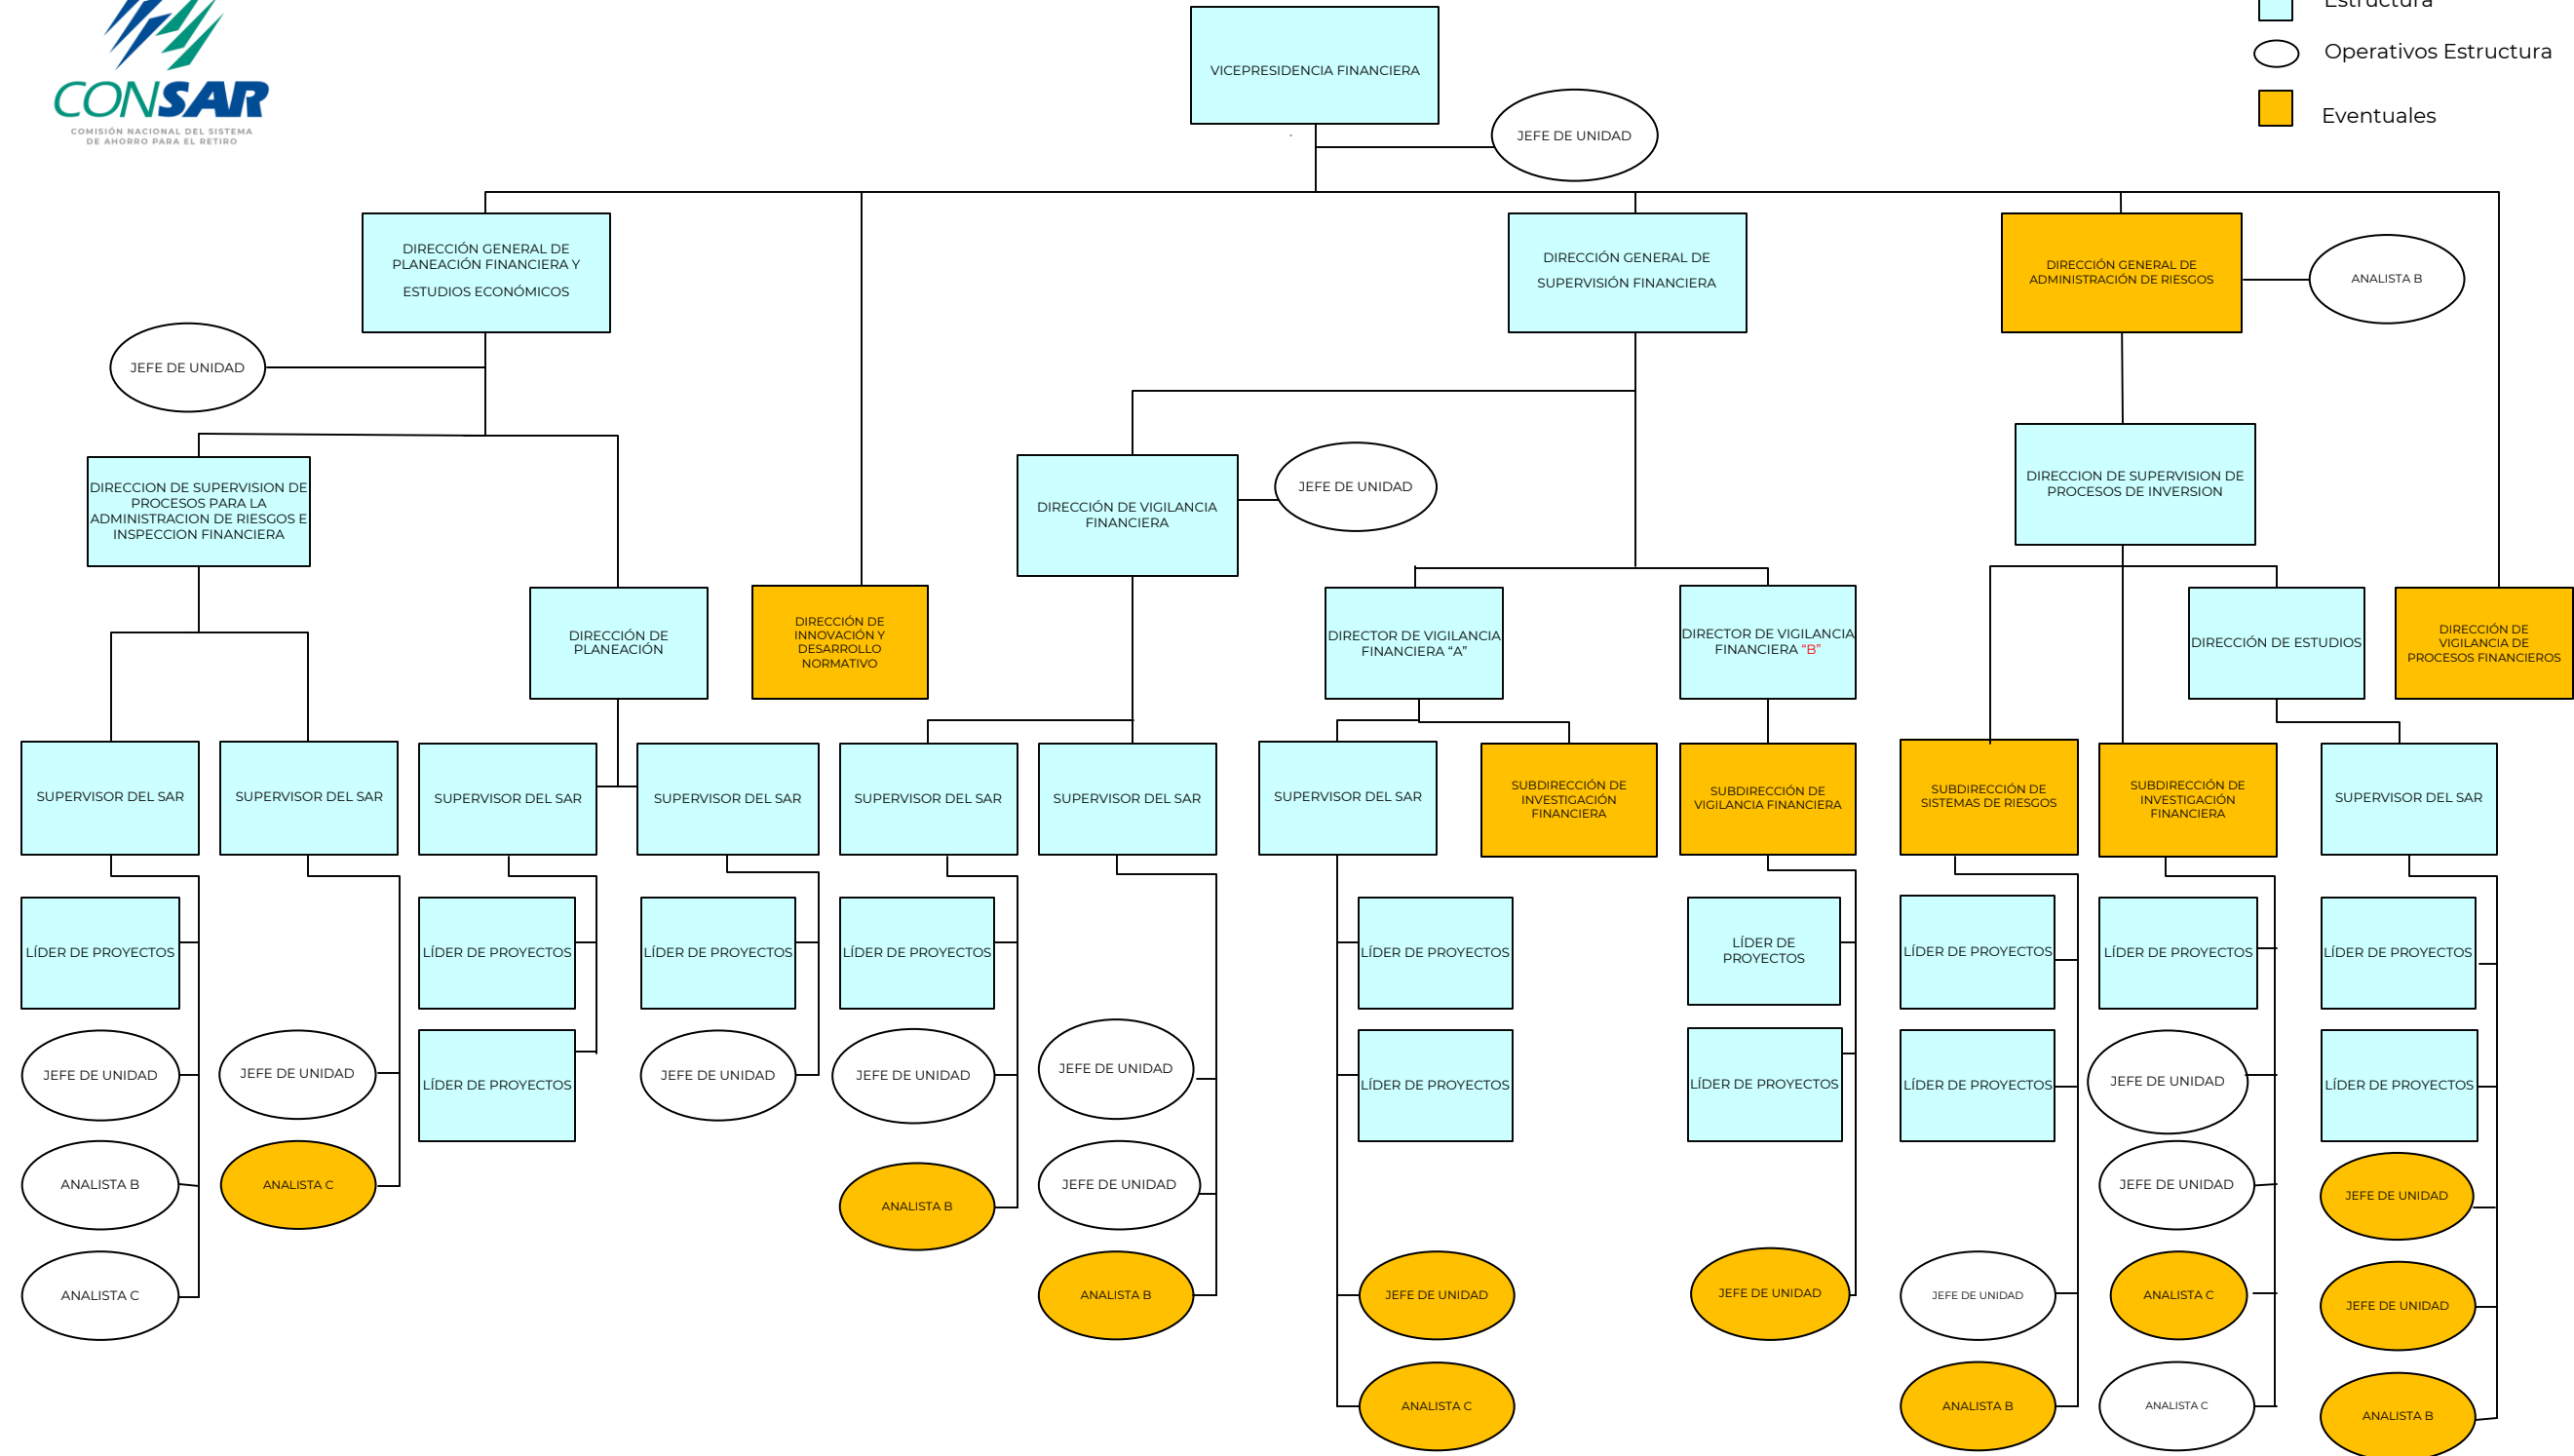 Estructura
Operativos Estructura
Eventuales
CONSAR
COMISIÓN NACIONAL DEL SISTEMA
DE AHORRO PARA EL RETIRO
VICEPRESIDENCIA FINANCIERA
JEFE DE UNIDAD
DIRECCIÓN GENERAL DE
PLANEACIÓN FINANCIERA Y
ESTUDIOS ECONÓMICOS
DIRECCIÓN GENERAL DE
SUPERVISIÓN FINANCIERA
DIRECCIÓN GENERAL DE
ADMINISTRACIÓN DE RIESGOS
ANALISTA B
JEFE DE UNIDAD
DIRECCION DE SUPERVISION DE
PROCESOS PARA LA
ADMINISTRACION DE RIESGOS E
INSPECCION FINANCIERA
DIRECCIÓN DE VIGILANCIA
FINANCIERA
JEFE DE UNIDAD
DIRECCION DE SUPERVISION DE
PROCESOS DE INVERSION
DIRECCIÓN DE
PLANEACIÓN
DIRECCIÓN DE
INNOVACIÓN Y
DESARROLLO
NORMATIVO
DIRECTOR DE VIGILANCIA
FINANCIERA “A”
DIRECTOR DE VIGILANCIA
FINANCIERA “B”
DIRECCIÓN DE ESTUDIOS
DIRECCIÓN DE
VIGILANCIA DE
PROCESOS FINANCIEROS
SUPERVISOR DEL SAR
SUPERVISOR DEL SAR
SUPERVISOR DEL SAR
SUPERVISOR DEL SAR
SUPERVISOR DEL SAR
SUPERVISOR DEL SAR
SUPERVISOR DEL SAR
SUBDIRECCIÓN DE
INVESTIGACIÓN
FINANCIERA
SUBDIRECCIÓN DE
VIGILANCIA FINANCIERA
SUBDIRECCIÓN DE
SISTEMAS DE RIESGOS
SUBDIRECCIÓN DE
INVESTIGACIÓN
FINANCIERA
SUPERVISOR DEL SAR
LÍDER DE PROYECTOS
LÍDER DE PROYECTOS
LÍDER DE PROYECTOS
LÍDER DE PROYECTOS
LÍDER DE PROYECTOS
LÍDER DE
PROYECTOS
LÍDER DE PROYECTOS
LÍDER DE PROYECTOS
LÍDER DE PROYECTOS
JEFE DE UNIDAD
JEFE DE UNIDAD
LÍDER DE PROYECTOS
JEFE DE UNIDAD
JEFE DE UNIDAD
JEFE DE UNIDAD
LÍDER DE PROYECTOS
LÍDER DE PROYECTOS
LÍDER DE PROYECTOS
JEFE DE UNIDAD
LÍDER DE PROYECTOS
ANALISTA B
ANALISTA C
ANALISTA B
JEFE DE UNIDAD
JEFE DE UNIDAD
JEFE DE UNIDAD
ANALISTA C
ANALISTA B
JEFE DE UNIDAD
JEFE DE UNIDAD
JEFE DE UNIDAD
ANALISTA C
JEFE DE UNIDAD
ANALISTA C
ANALISTA B
ANALISTA C
ANALISTA B